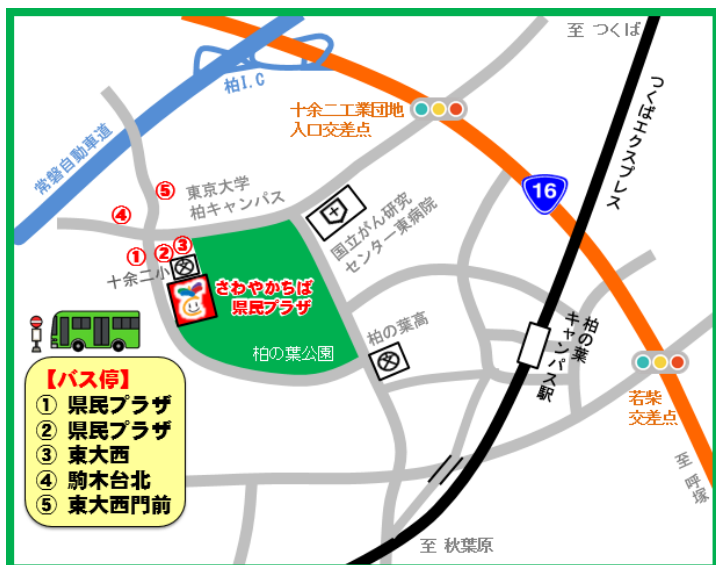 至 つくば
柏I.C
十余二工業団地
入口交差点
つくばエクスプレス
常磐自動車道
16
⑤
東京大学
柏キャンパス
④
国立がん研究
センター東病院
① ② ③
十余二小
さわやかちば
県民プラザ
柏の葉高
柏の葉
キャンパス駅
柏の葉公園
若柴
交差点
【バス停】
① 県民プラザ
② 県民プラザ
③ 東大西
④ 駒木台北
⑤ 東大西門前
至 呼塚
至 秋葉原